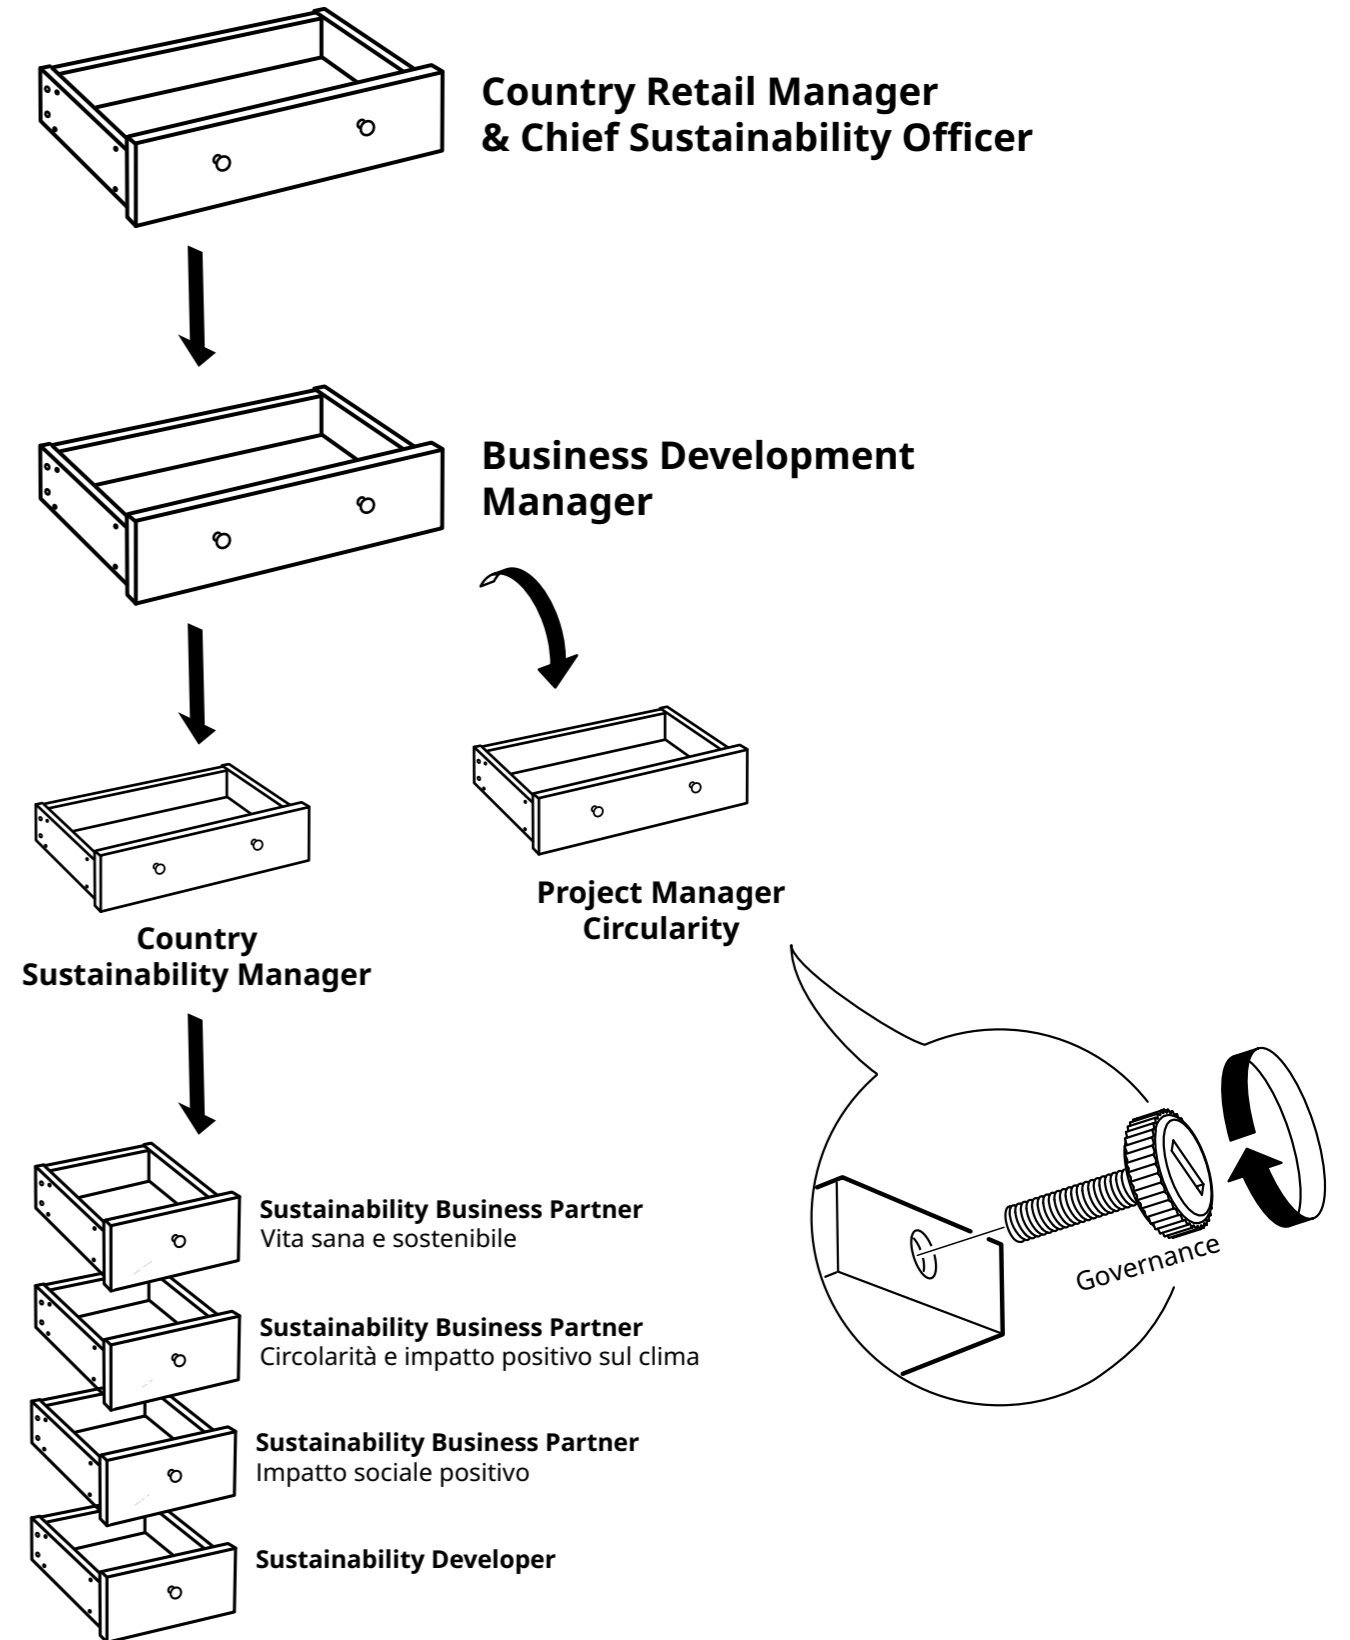 Country Retail Manager
& Chief Sustainability Officer
Business Development
Manager
Project Manager
Circularity
Country
Sustainability Manager
Sustainability Business Partner
Vita sana e sostenibile
Governance
Sustainability Business Partner
Circolarità e impatto positivo sul clima
Sustainability Business Partner
Impatto sociale positivo
Sustainability Developer